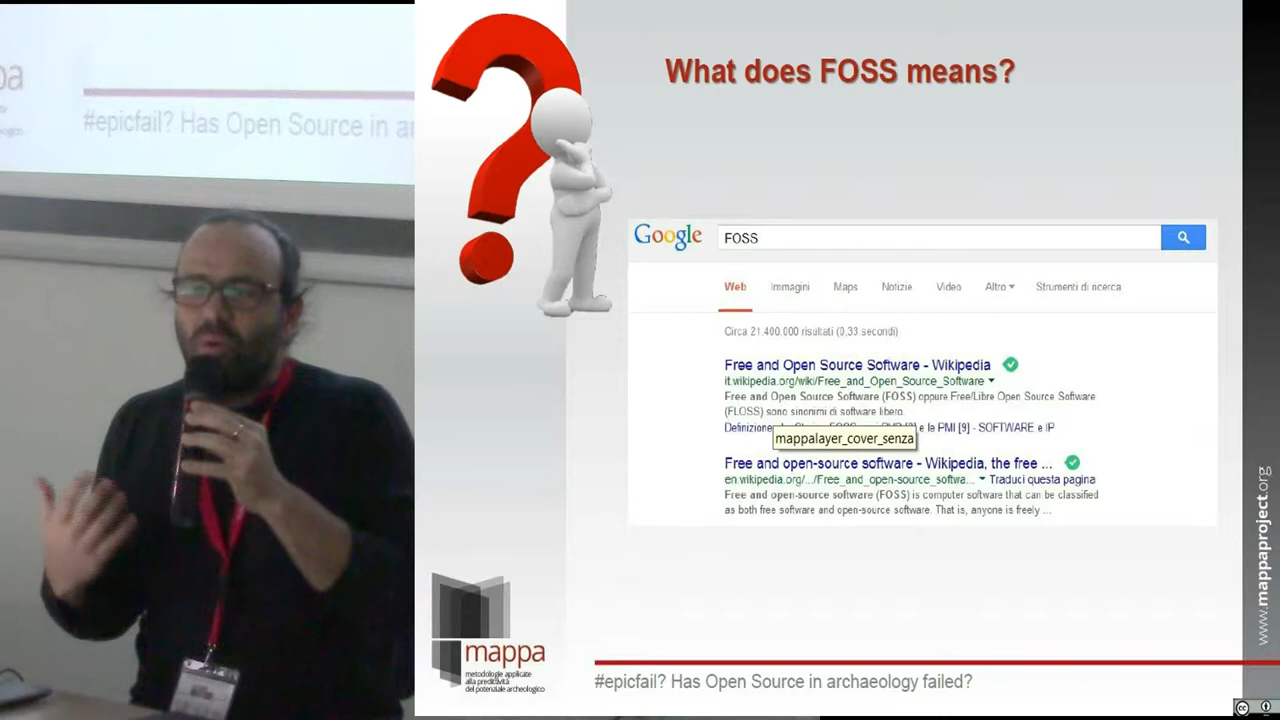 pa
#epicfail? Has Open Source in a
What does FOSS means?
Google
FOSS
Web Immagini Maps Notizie Video Altro Strumenti di ricerca
Circa 21.400.000 risultati (0,33 secondi)
Free and Open Source Software - Wikipedia
it.wikipedia.org/wiki/Free_and_Open_Source_Software
Free and Open Source Software (FOSS) oppure Free/Libre Open Source Software
(FLOSS) sono sinonimi di software libero.
Definizione e le PMI [9] - SOFTWARE e IP
mappalayer_cover_senza
Free and open-source software - Wikipedia, the free ...
en.wikipedia.org/.../Free_and_open-source_softwa... Traduci questa pagina
Free and open-source software (FOSS) is computer software that can be classified
as both free software and open-source software. That is, anyone is freely ...
mappa
metodologie applicate
alla predittività
del potenziale archeologico
#epicfail? Has Open Source in archaeology failed?
www.mappaproject.org
cc